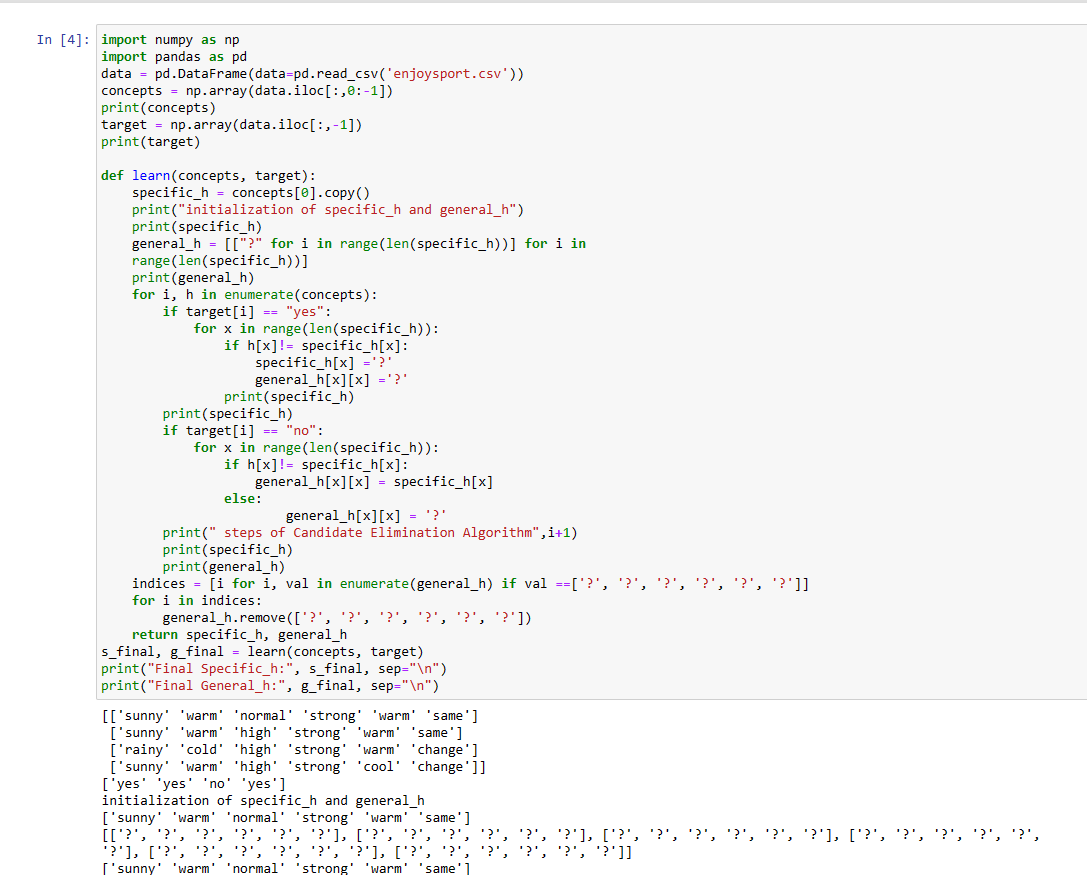 In [4]: import numpy as np
import pandas as pd
data = pd.DataFrame(data=pd.read_csv('enjoysport.csv'))
concepts = np.array(data.iloc[:,0:-1])
print(concepts)
target = np.array(data.iloc[:,-1])
print(target)
def learn(concepts, target):
    specific_h = concepts[0].copy()
    print("initialization of specific_h and general_h")
    print(specific_h)
    general_h = [["?" for i in range(len(specific_h))] for i in
    range(len(specific_h))]
    print(general_h)
    for i, h in enumerate(concepts):
        if target[i] == "yes":
            for x in range(len(specific_h)):
                if h[x]!= specific_h[x]:
                    specific_h[x] ='?'
                    general_h[x][x] ='?'
                print(specific_h)
        print(specific_h)
        if target[i] == "no":
            for x in range(len(specific_h)):
                if h[x]!= specific_h[x]:
                    general_h[x][x] = specific_h[x]
                else:
                        general_h[x][x] = '?'
        print(" steps of Candidate Elimination Algorithm",i+1)
        print(specific_h)
        print(general_h)
    indices = [i for i, val in enumerate(general_h) if val ==['?', '?', '?', '?', '?', '?']]
    for i in indices:
        general_h.remove(['?', '?', '?', '?', '?', '?'])
    return specific_h, general_h
s_final, g_final = learn(concepts, target)
print("Final Specific_h:", s_final, sep="\n")
print("Final General_h:", g_final, sep="\n")
[['sunny' 'warm' 'normal' 'strong' 'warm' 'same']
 ['sunny' 'warm' 'high' 'strong' 'warm' 'same']
 ['rainy' 'cold' 'high' 'strong' 'warm' 'change']
 ['sunny' 'warm' 'high' 'strong' 'cool' 'change']]
['yes' 'yes' 'no' 'yes']
initialization of specific_h and general_h
['sunny' 'warm' 'normal' 'strong' 'warm' 'same']
[['?', '?', '?', '?', '?', '?'], ['?', '?', '?', '?', '?', '?'], ['?', '?', '?', '?', '?', '?'], ['?', '?', '?', '?', '?',
'?'], ['?', '?', '?', '?', '?', '?'], ['?', '?', '?', '?', '?', '?']]
['sunny' 'warm' 'normal' 'strong' 'warm' 'same']